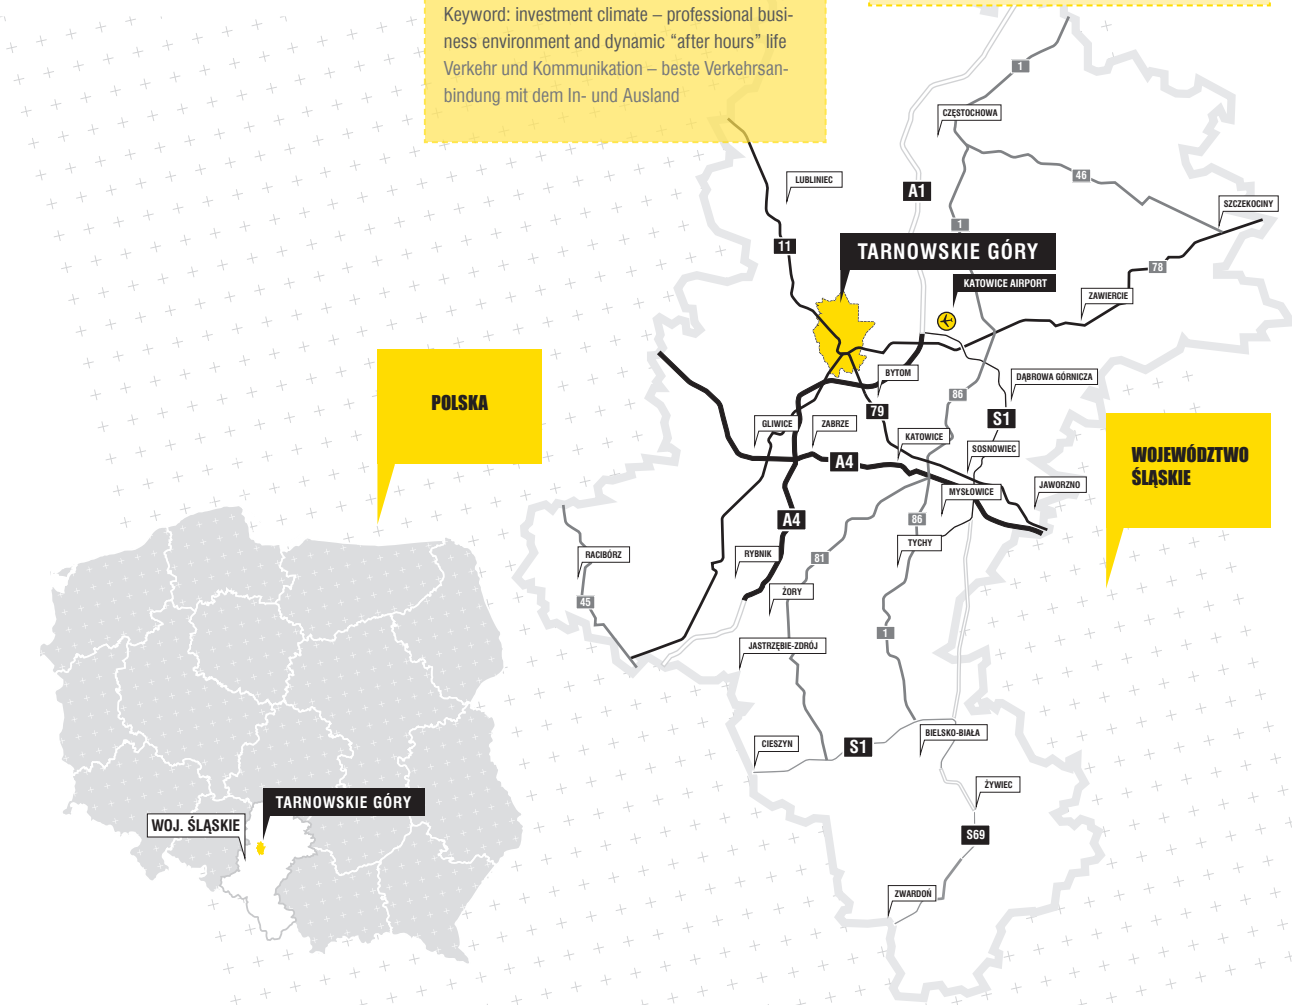 Keyword: investment climate – professional busi-
ness environment and dynamic “after hours” life
Verkehr und Kommunikation – beste Verkehrsan-
bindung mit dem In- und Ausland
1
CZĘSTOCHOWA
LUBLINIEC
46
A1
SZCZEKOCINY
1
11
TARNOWSKIE GÓRY
78
KATOWICE AIRPORT
ZAWIERCIE
BYTOM
DĄBROWA GÓRNICZA
86
POLSKA
79
S1
GLIWICE
ZABRZE
KATOWICE
SOSNOWIEC
WOJEWÓDZTWO
ŚLĄSKIE
A4
JAWORZNO
MYSŁOWICE
A4
86
TYCHY
RACIBÓRZ
RYBNIK
81
ŻORY
45
1
JASTRZĘBIE-ZDRÓJ
BIELSKO-BIAŁA
CIESZYN
S1
ŻYWIEC
TARNOWSKIE GÓRY
WOJ. ŚLĄSKIE
S69
ZWARDOŃ